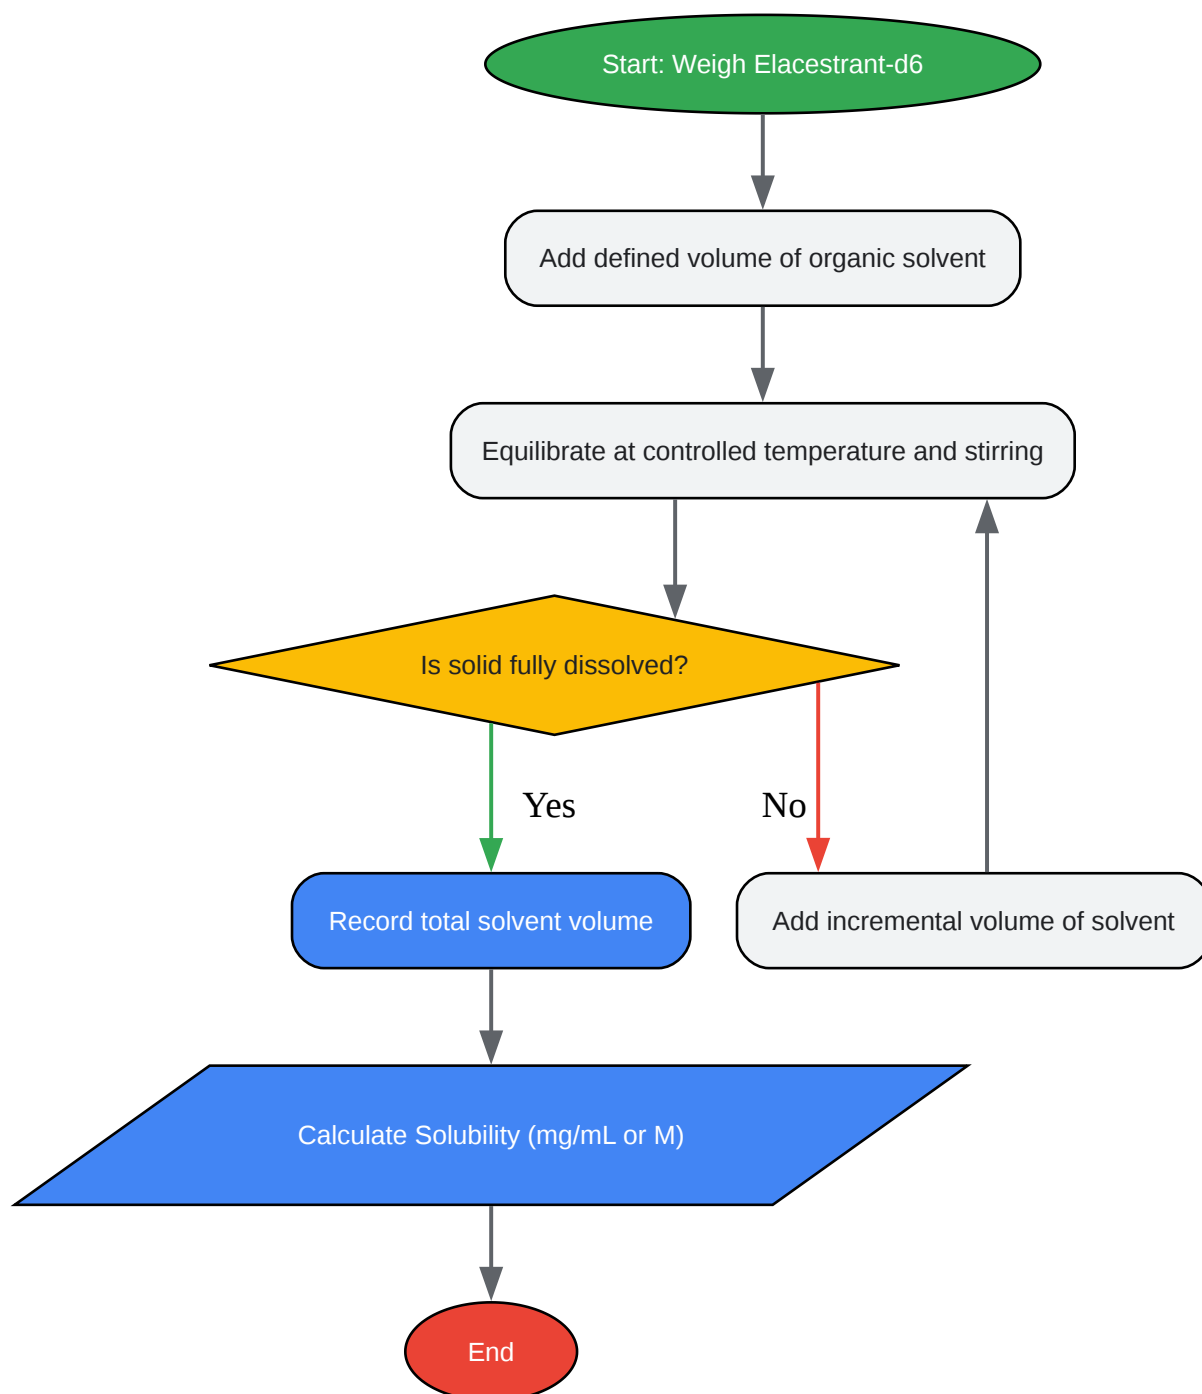 Start: Weigh Elacestrant-d6
Add defined volume of organic solvent
Equilibrate at controlled temperature and stirring
Is solid fully dissolved?
Yes
No
Record total solvent volume
Add incremental volume of solvent
Calculate Solubility (mg/mL or M)
End